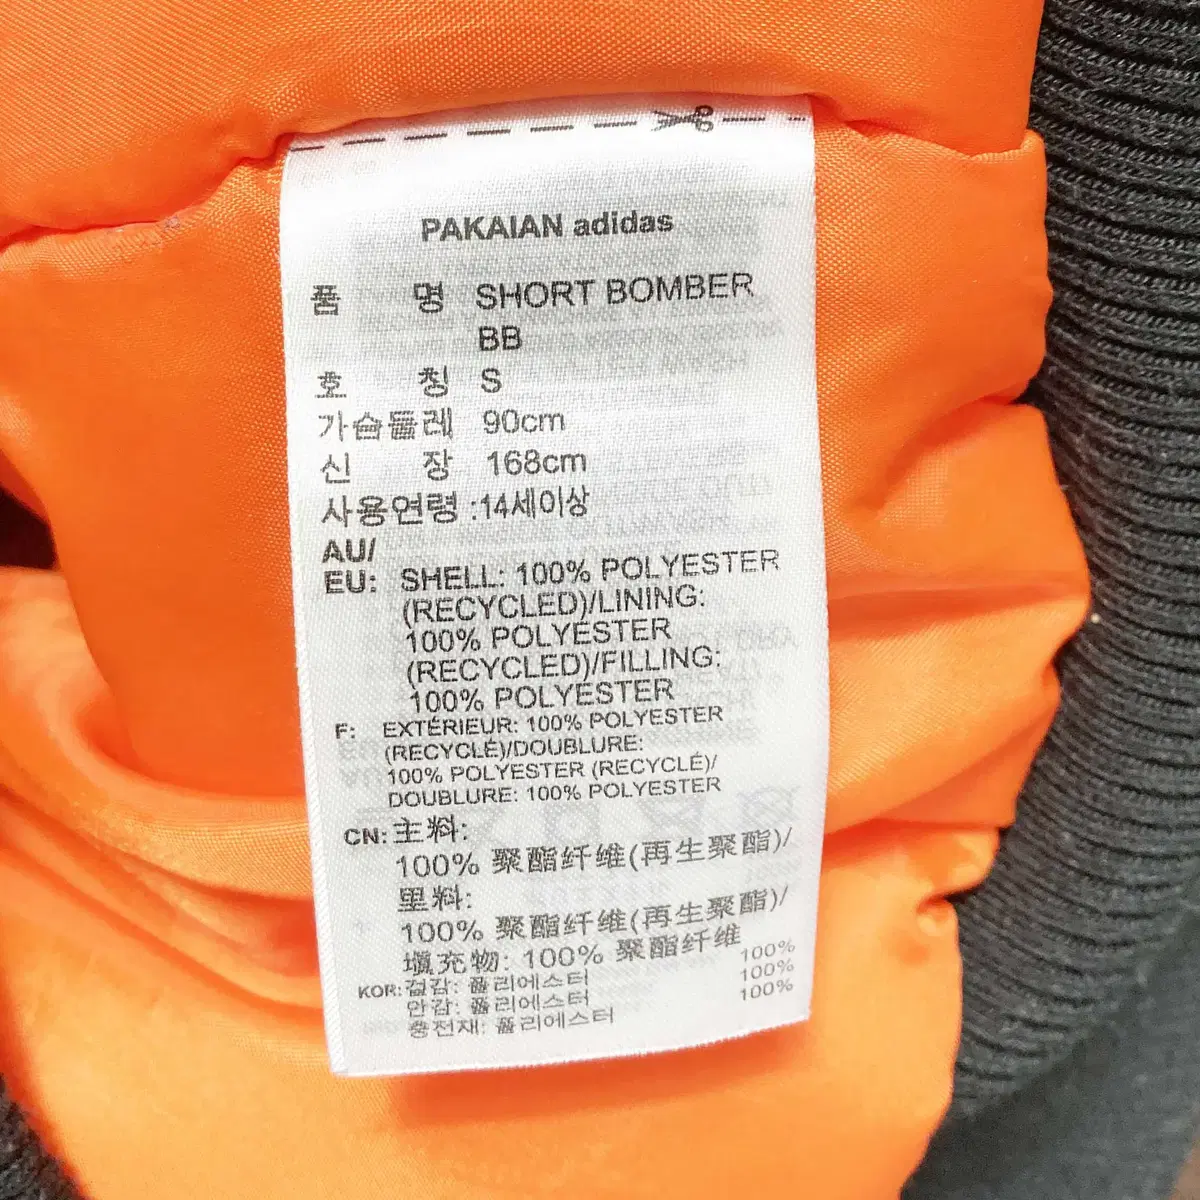 PAKAIAN adidas
품 명 SHORT BOMBER
BB
호 칭 S
가슴둘레 90cm
신 장 168cm
사용연령 :14세이상
AU/
EU: SHELL: 100% POLYESTER
(RECYCLED)/LINING:
100% POLYESTER
(RECYCLED)/FILLING:
100% POLYESTER
F: EXTÉRIEUR: 100% POLYESTER
(RECYCLÉ)/DOUBLURE:
100% POLYESTER (RECYCLÉ)/
DOUBLURE: 100% POLYESTER
CN: 主料:
100% 聚酯纤维(再生聚酯)/
里料:
100% 聚酯纤维(再生聚酯)/
填充物: 100% 聚酯纤维
KOR: 겉감: 폴리에스터 100%
안감: 폴리에스터 100%
충전재: 폴리에스터 100%